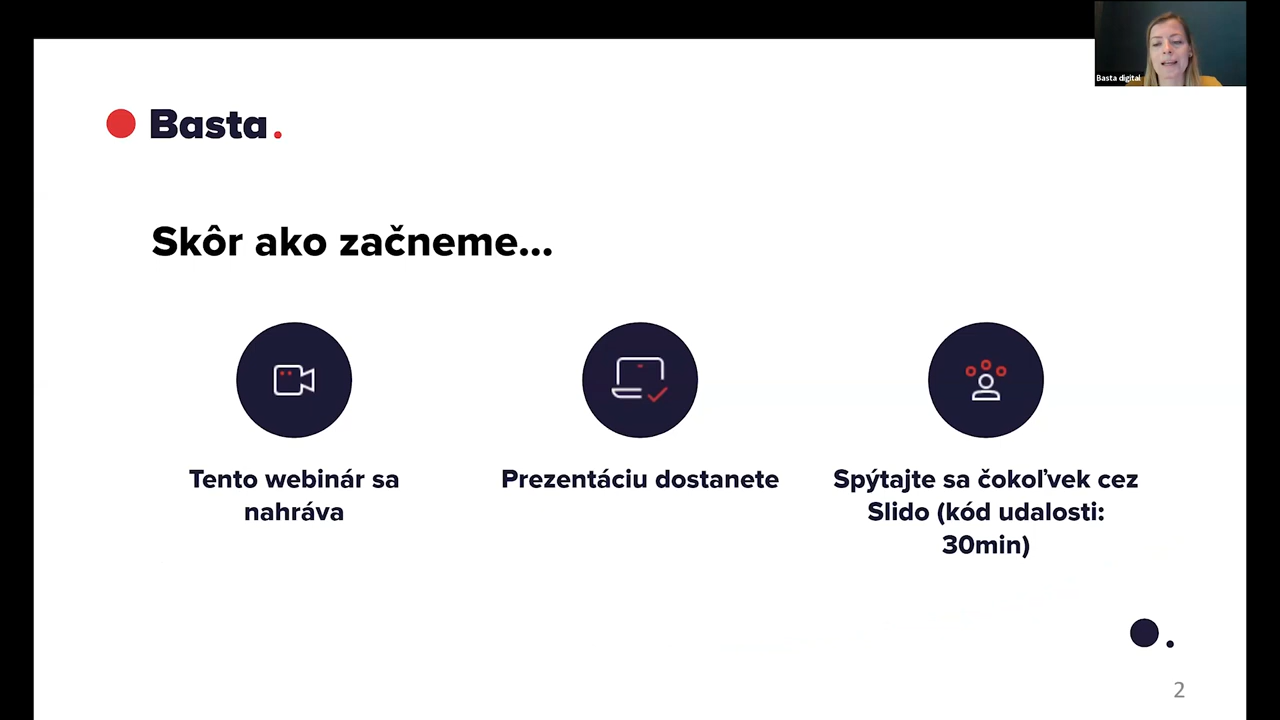 Basta digital
Basta.
Skôr ako začneme...
Tento webinár sa
nahráva
Prezentáciu dostanete
Spýtajte sa čokoľvek cez
Slido (kód udalosti:
30min)
2